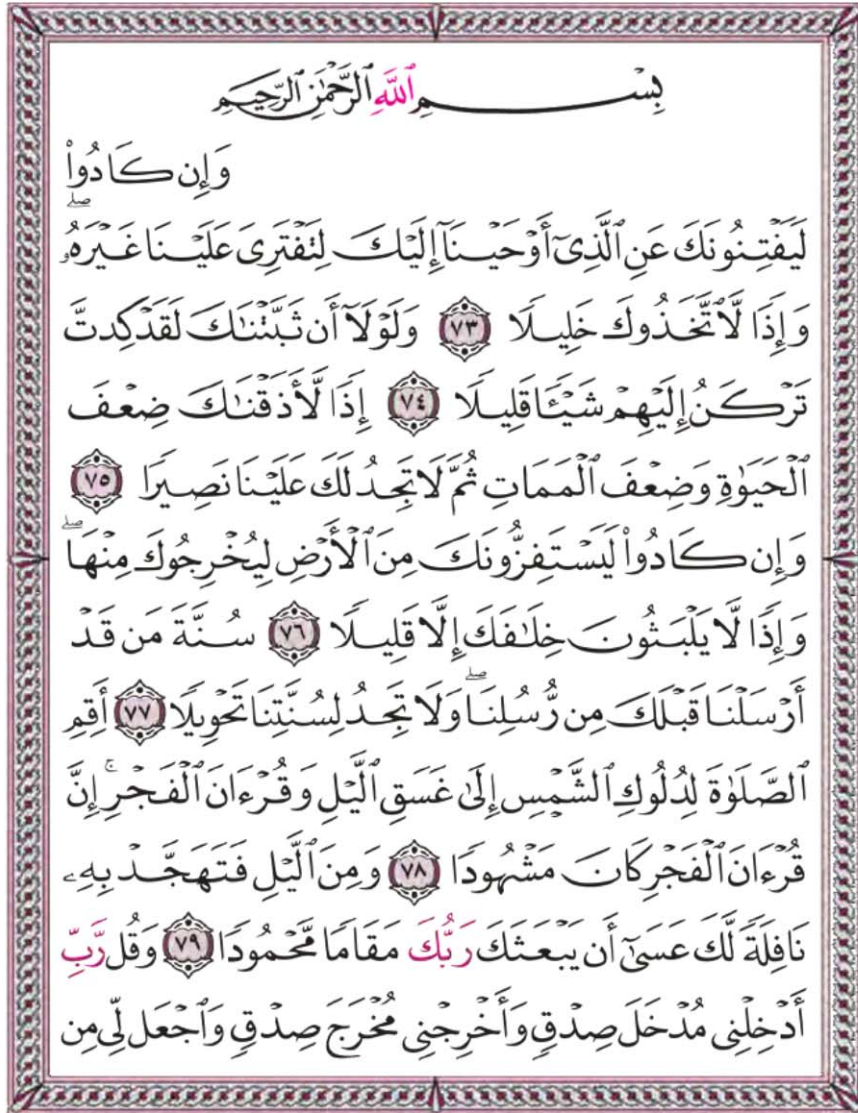 بِسْمِ ٱللَّهِ ٱلرَّحْمَٰنِ ٱلرَّحِيمِ
وَإِن كَادُوا۟
لَيَفْتِنُونَكَ عَنِ ٱلَّذِىٓ أَوْحَيْنَآ إِلَيْكَ لِتَفْتَرِىَ عَلَيْنَا غَيْرَهُۥ ۖ
وَإِذًا لَّٱتَّخَذُوكَ خَلِيلًا ٧٣ وَلَوْلَآ أَن ثَبَّتْنَٰكَ لَقَدْ كِدتَّ
تَرْكَنُ إِلَيْهِمْ شَيْـًٔا قَلِيلًا ٧٤ إِذًا لَّأَذَقْنَٰكَ ضِعْفَ
ٱلْحَيَوٰةِ وَضِعْفَ ٱلْمَمَاتِ ثُمَّ لَا تَجِدُ لَكَ عَلَيْنَا نَصِيرًا ٧٥
وَإِن كَادُوا۟ لَيَسْتَفِزُّونَكَ مِنَ ٱلْأَرْضِ لِيُخْرِجُوكَ مِنْهَا ۖ
وَإِذًا لَّا يَلْبَثُونَ خِلَٰفَكَ إِلَّا قَلِيلًا ٧٦ سُنَّةَ مَن قَدْ
أَرْسَلْنَا قَبْلَكَ مِن رُّسُلِنَا ۖ وَلَا تَجِدُ لِسُنَّتِنَا تَحْوِيلًا ٧٧ أَقِمِ
ٱلصَّلَوٰةَ لِدُلُوكِ ٱلشَّمْسِ إِلَىٰ غَسَقِ ٱلَّيْلِ وَقُرْءَانَ ٱلْفَجْرِ ۚ إِنَّ
قُرْءَانَ ٱلْفَجْرِ كَانَ مَشْهُودًا ٧٨ وَمِنَ ٱلَّيْلِ فَتَهَجَّدْ بِهِۦ
نَافِلَةً لَّكَ عَسَىٰٓ أَن يَبْعَثَكَ رَبُّكَ مَقَامًا مَّحْمُودًا ٧٩ وَقُل رَّبِّ
أَدْخِلْنِى مُدْخَلَ صِدْقٍ وَأَخْرِجْنِى مُخْرَجَ صِدْقٍ وَٱجْعَل لِّى مِن